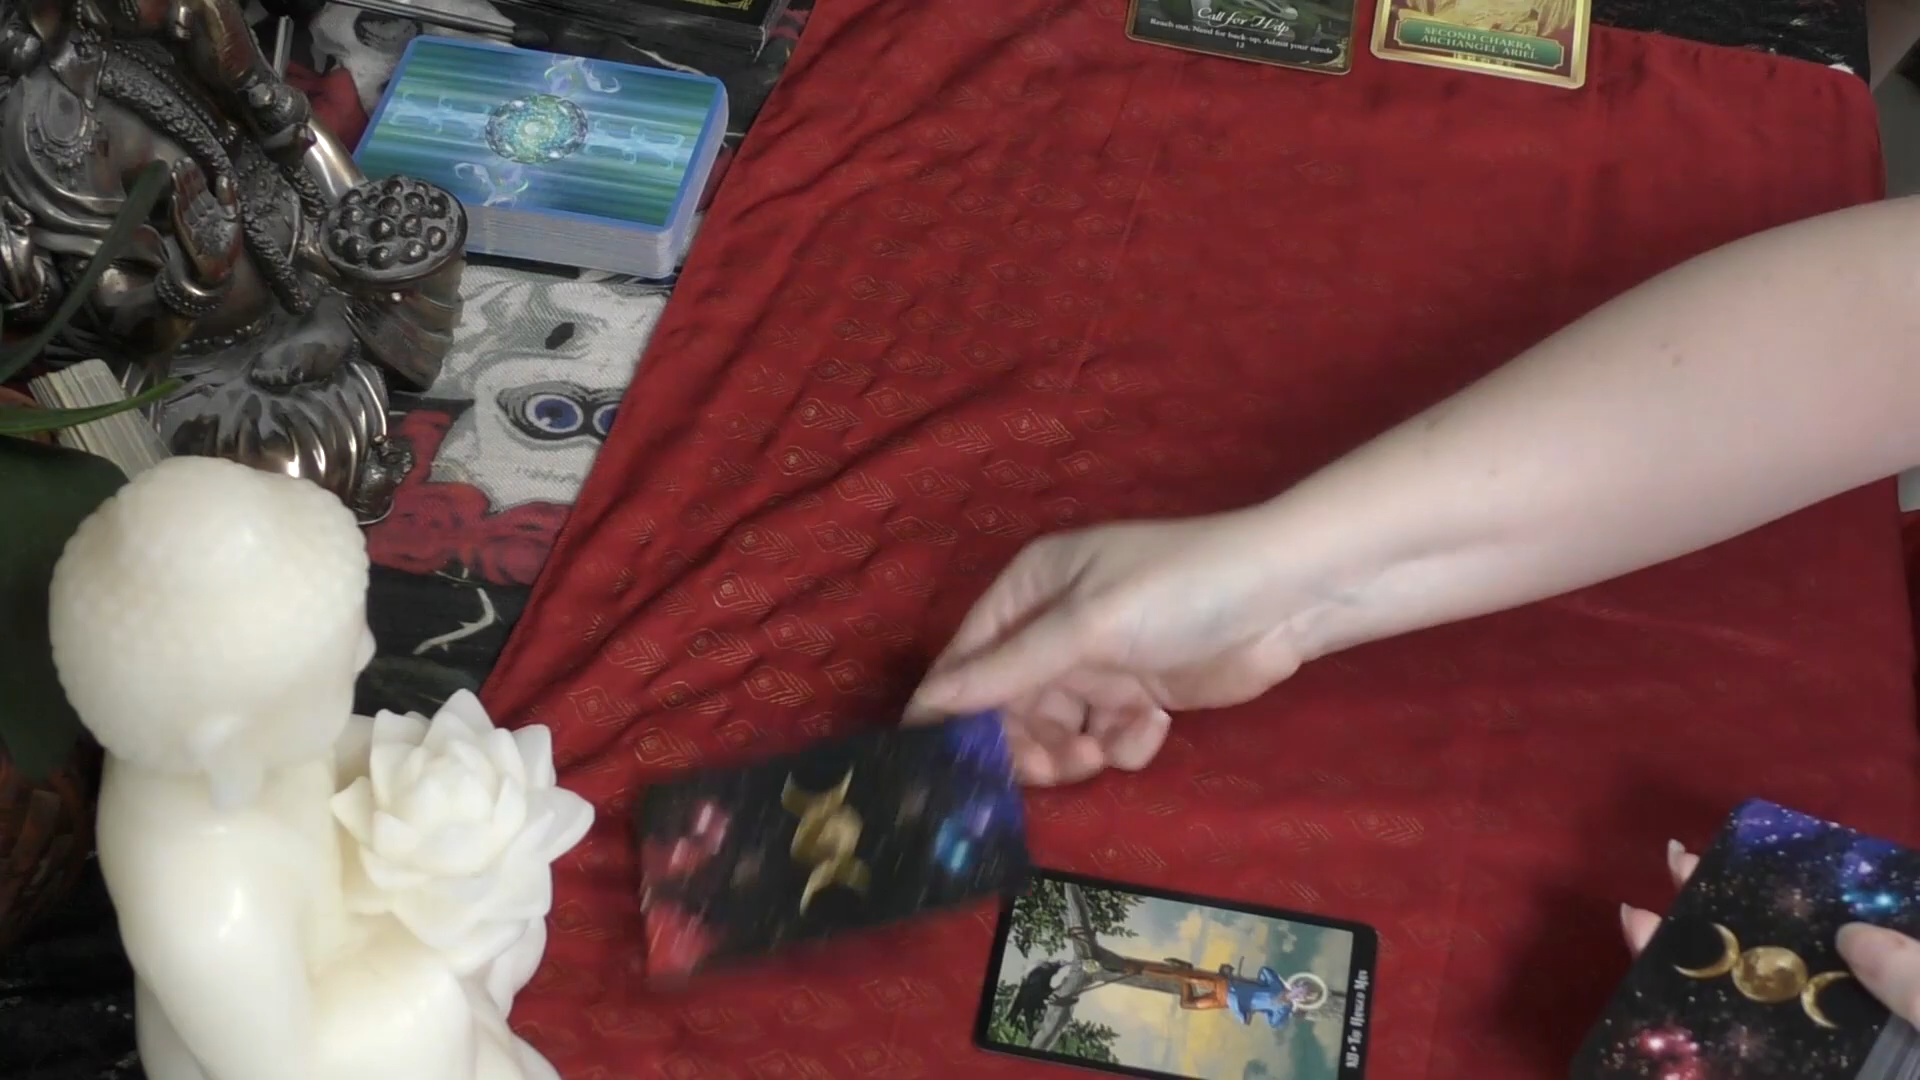 Call for Help
Reach out, Need for back-up, Admit your needs
12
SECOND CHAKRA,
ARCHANGEL ARIEL
XII • The Hanged Man